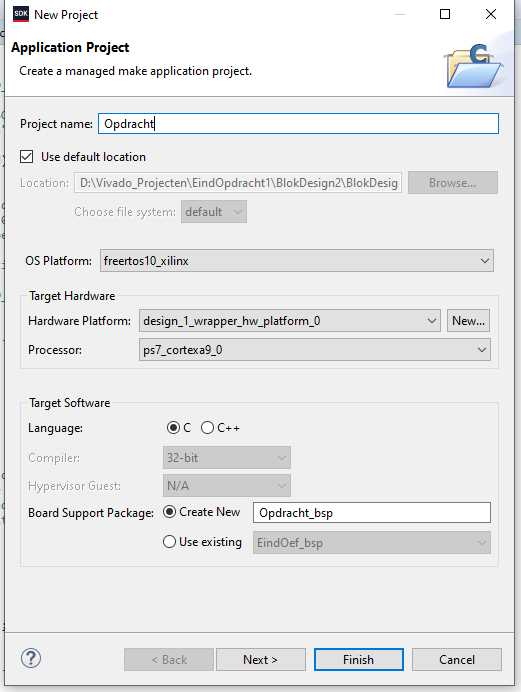 SDK New Project
Application Project
Create a managed make application project.
C
Project name: Opdracht
Use default location
Location: D:\Vivado_Projecten\EindOpdracht1\BlokDesign2\BlokDesig Browse...
Choose file system: default
OS Platform: freertos10_xilinx
Target Hardware
Hardware Platform: design_1_wrapper_hw_platform_0 New...
Processor: ps7_cortexa9_0
Target Software
Language: C C++
Compiler: 32-bit
Hypervisor Guest: N/A
Board Support Package: Create New Opdracht_bsp
Use existing EindOef_bsp
? < Back Next > Finish Cancel